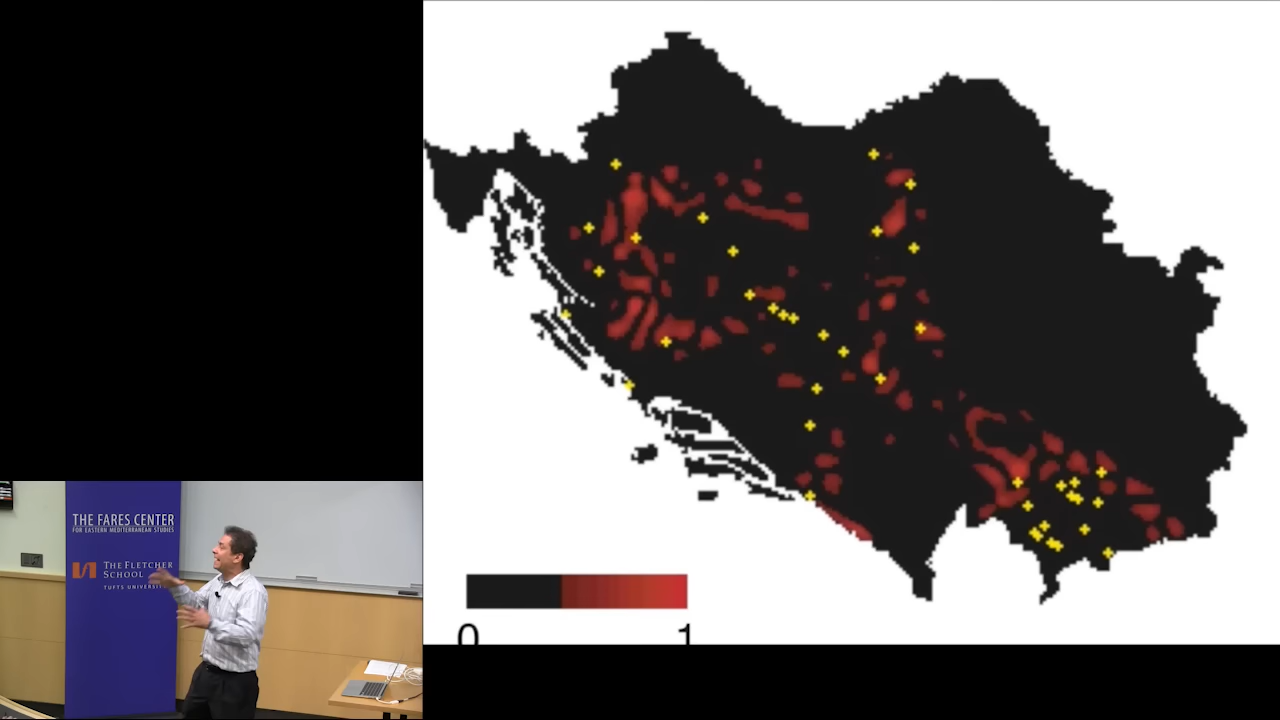 THE FARES CENTER
FOR EASTERN MEDITERRANEAN STUDIES
THE FLETCHER
SCHOOL
TUFTS UNIVERSITY
0
1